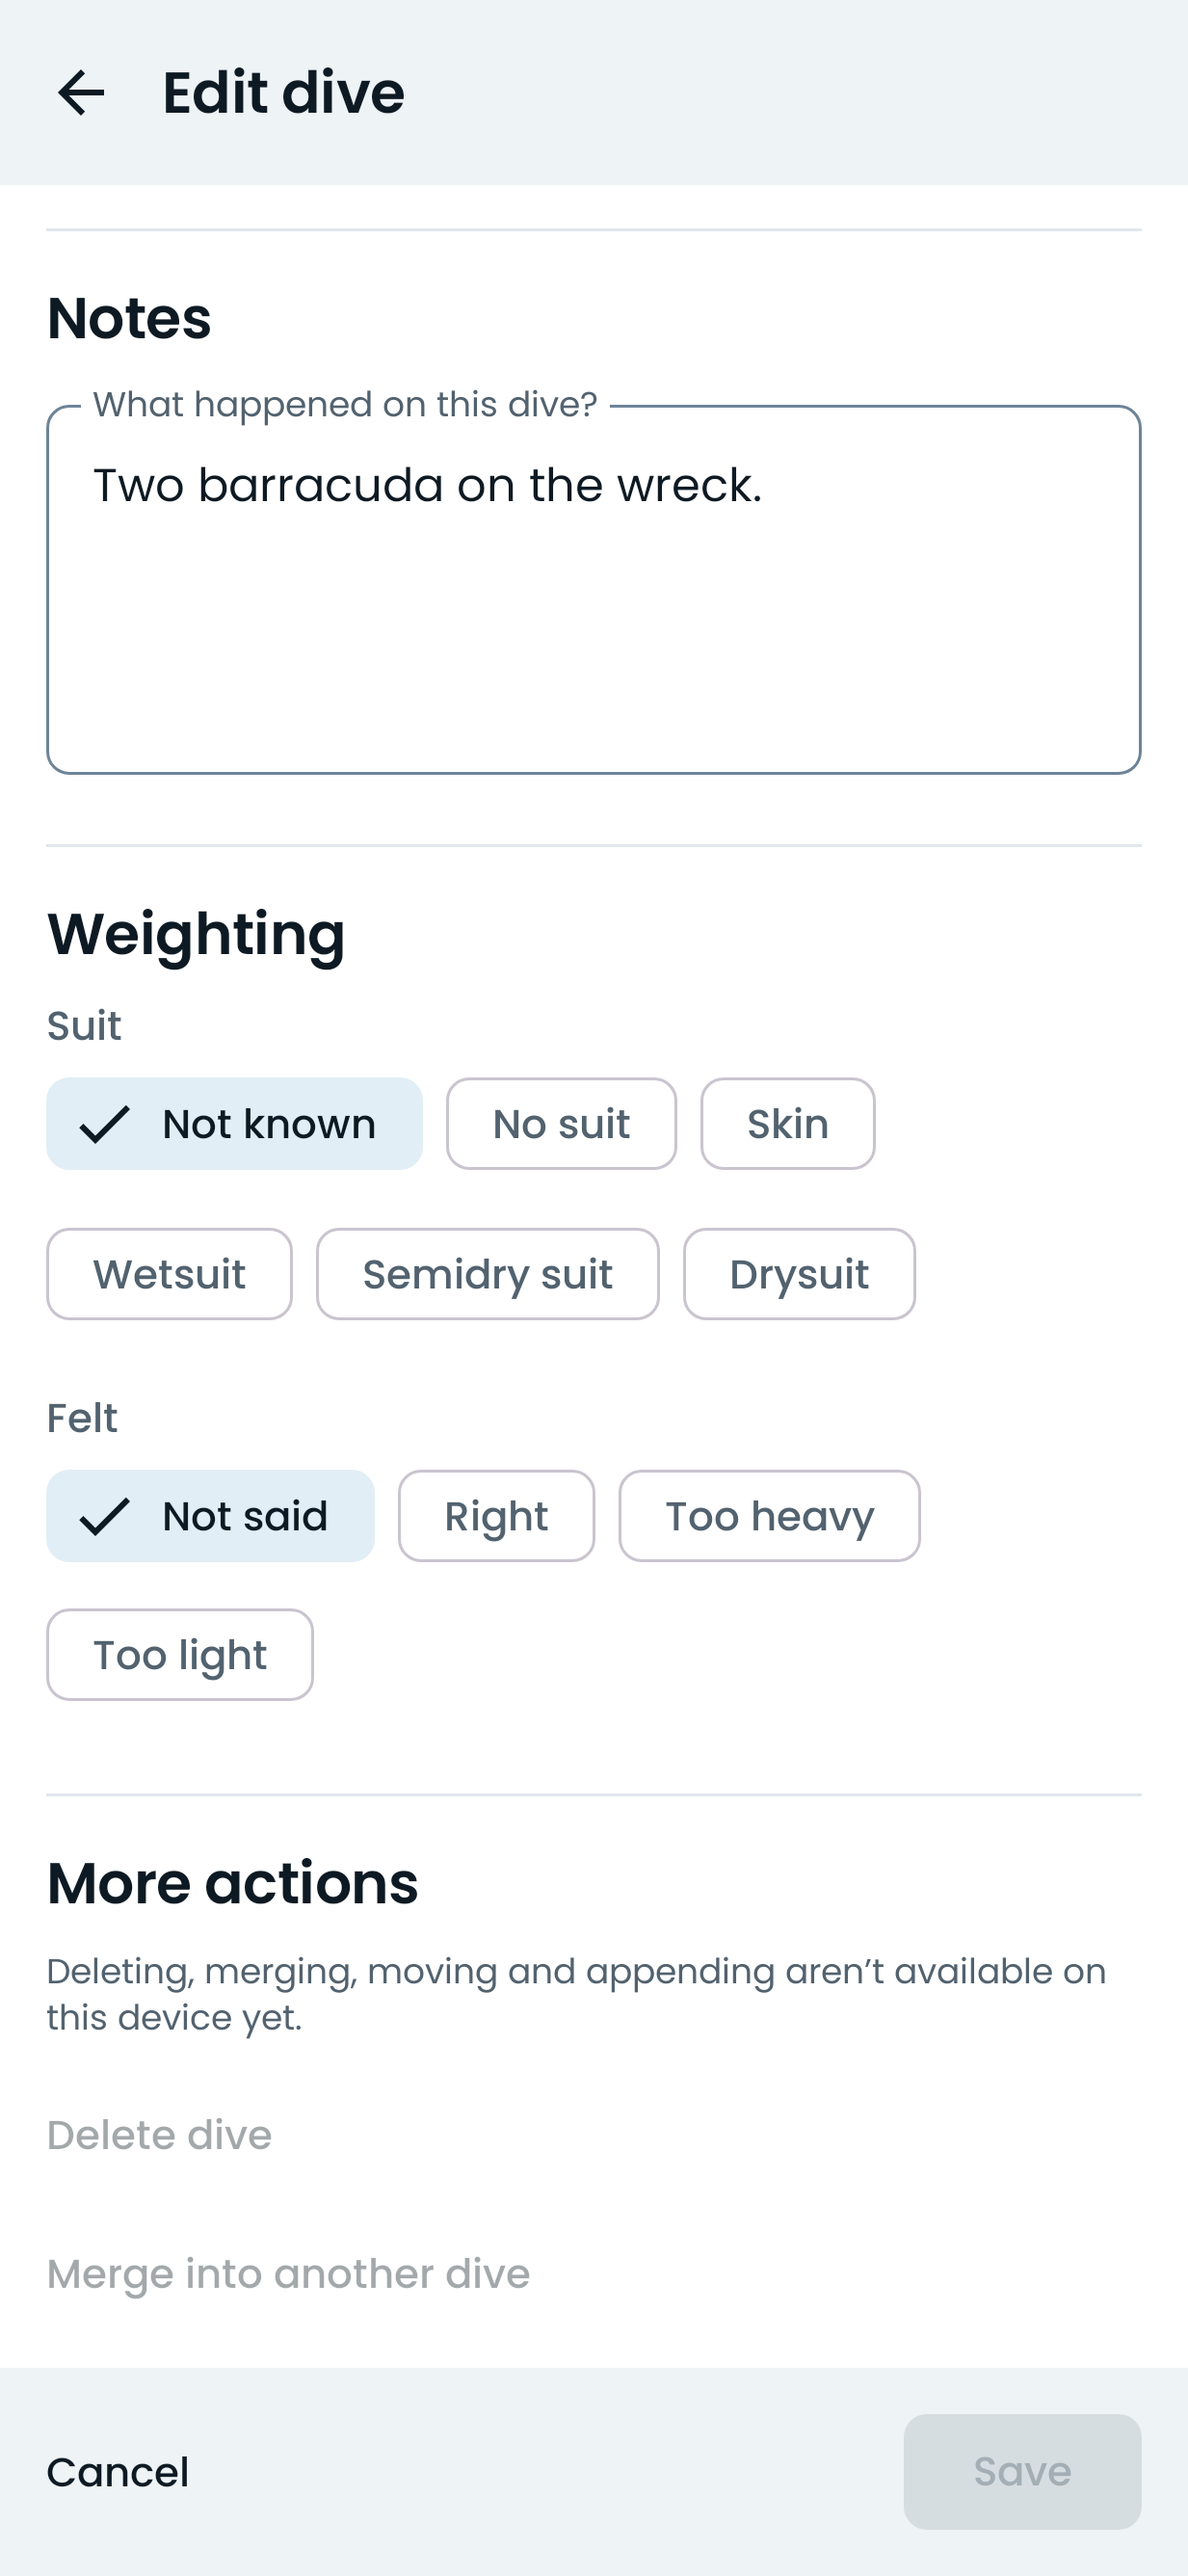 Edit dive
Notes
What happened on this dive?
Two barracuda on the wreck.
Weighting
Suit
Not known
No suit
Skin
Wetsuit
Semidry suit
Drysuit
Felt
Not said
Right
Too heavy
Too light
More actions
Deleting, merging, moving and appending aren’t available on
this device yet.
Delete dive
Merge into another dive
Cancel
Save